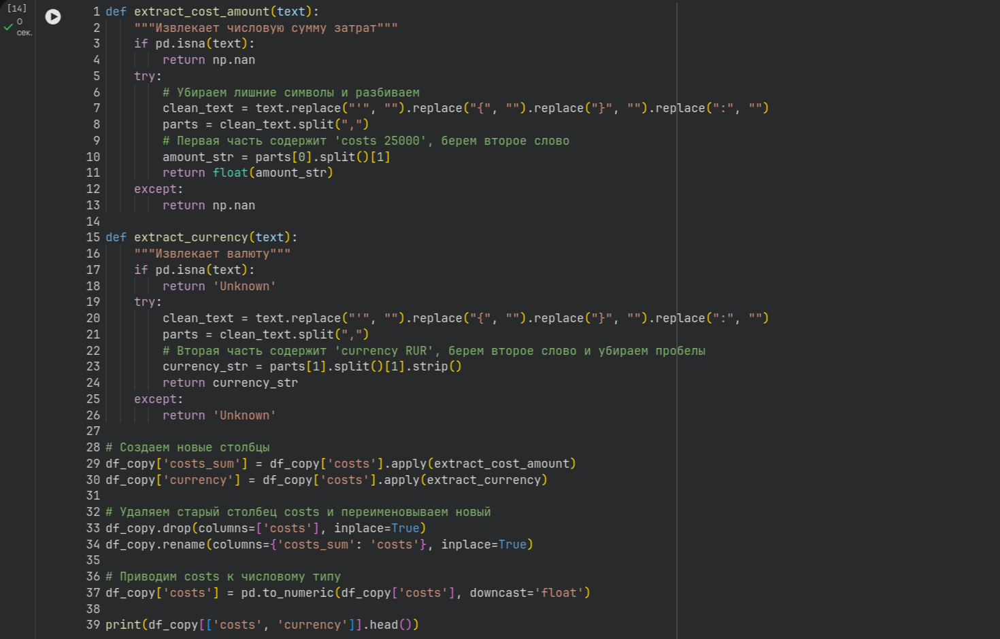 [14]
0
сек.
1 def extract_cost_amount(text):
2     """Извлекает числовую сумму затрат"""
3     if pd.isna(text):
4         return np.nan
5     try:
6         # Убираем лишние символы и разбиваем
7         clean_text = text.replace("'", "").replace("{", "").replace("}", "").replace(":", "")
8         parts = clean_text.split(",")
9         # Первая часть содержит 'costs 25000', берем второе слово
10         amount_str = parts[0].split()[1]
11         return float(amount_str)
12     except:
13         return np.nan
14
15 def extract_currency(text):
16     """Извлекает валюту"""
17     if pd.isna(text):
18         return 'Unknown'
19     try:
20         clean_text = text.replace("'", "").replace("{", "").replace("}", "").replace(":", "")
21         parts = clean_text.split(",")
22         # Вторая часть содержит 'currency RUR', берем второе слово и убираем пробелы
23         currency_str = parts[1].split()[1].strip()
24         return currency_str
25     except:
26         return 'Unknown'
27
28 # Создаем новые столбцы
29 df_copy['costs_sum'] = df_copy['costs'].apply(extract_cost_amount)
30 df_copy['currency'] = df_copy['costs'].apply(extract_currency)
31
32 # Удаляем старый столбец costs и переименовываем новый
33 df_copy.drop(columns=['costs'], inplace=True)
34 df_copy.rename(columns={'costs_sum': 'costs'}, inplace=True)
35
36 # Приводим costs к числовому типу
37 df_copy['costs'] = pd.to_numeric(df_copy['costs'], downcast='float')
38
39 print(df_copy[['costs', 'currency']].head())